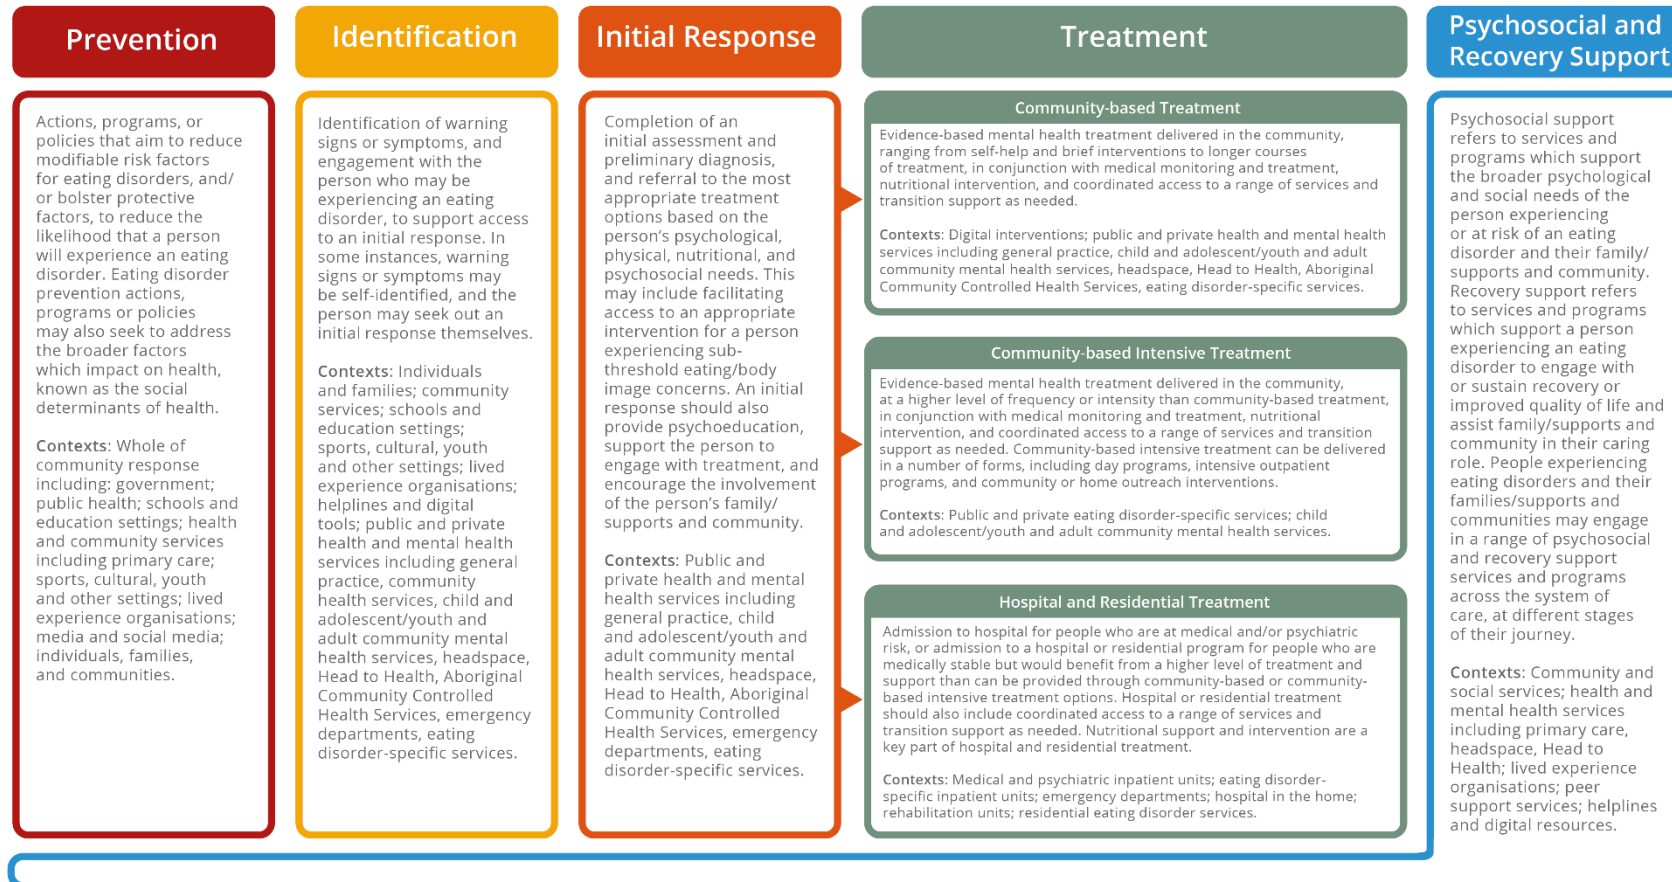 Prevention
Actions, programs, or
policies that aim to reduce
modifiable risk factors
for eating disorders, and/
or bolster protective
factors, to reduce the
likelihood that a person
will experience an eating
disorder. Eating disorder
prevention actions,
programs or policies
may also seek to address
the broader factors
which impact on health,
known as the social
determinants of health.
Contexts: Whole of
community response
including: government;
public health; schools and
education settings; health
and community services
including primary care;
sports, cultural, youth
and other settings; lived
experience organisations;
media and social media;
individuals, families,
and communities.
Identification
Identification of warning
signs or symptoms, and
engagement with the
person who may be
experiencing an eating
disorder, to support access
to an initial response. In
some instances, warning
signs or symptoms may
be self-identified, and the
person may seek out an
initial response themselves.
Contexts: Individuals
and families; community
services; schools and
education settings;
sports, cultural, youth
and other settings; lived
experience organisations;
helplines and digital
tools; public and private
health and mental health
services including general
practice, community
health services, child and
adolescent/youth and
adult community mental
health services, headspace,
Head to Health, Aboriginal
Community Controlled
Health Services, emergency
departments, eating
disorder-specific services.
Initial Response
Completion of an
initial assessment and
preliminary diagnosis,
and referral to the most
appropriate treatment
options based on the
person's psychological,
physical, nutritional, and
psychosocial needs. This
may include facilitating
access to an appropriate
intervention for a person
experiencing sub-
threshold eating/body
image concerns. An initial
response should also
provide psychoeducation,
support the person to
engage with treatment, and
encourage the involvement
of the person's family/
supports and community.
Contexts: Public and
private health and mental
health services including
general practice, child
and adolescent/youth and
adult community mental
health services, headspace,
Head to Health, Aboriginal
Community Controlled
Health Services, emergency
departments, eating
disorder-specific services.
Treatment
Community-based Treatment
Evidence-based mental health treatment delivered in the community,
ranging from self-help and brief interventions to longer courses
of treatment, in conjunction with medical monitoring and treatment,
nutritional intervention, and coordinated access to a range of services and
transition support as needed.
Contexts: Digital interventions; public and private health and mental health
services including general practice, child and adolescent/youth and adult
community mental health services, headspace, Head to Health, Aboriginal
Community Controlled Health Services, eating disorder-specific services.
Community-based Intensive Treatment
Evidence-based mental health treatment delivered in the community,
at a higher level of frequency or intensity than community-based treatment,
in conjunction with medical monitoring and treatment, nutritional
intervention, and coordinated access to a range of services and transition
support as needed. Community-based intensive treatment can be delivered
in a number of forms, including day programs, intensive outpatient
programs, and community or home outreach interventions.
Contexts: Public and private eating disorder-specific services; child
and adolescent/youth and adult community mental health services.
Hospital and Residential Treatment
Admission to hospital for people who are at medical and/or psychiatric
risk, or admission to a hospital or residential program for people who are
medically stable but would benefit from a higher level of treatment and
support than can be provided through community-based or community-
based intensive treatment options. Hospital or residential treatment
should also include coordinated access to a range of services and
transition support as needed. Nutritional support and intervention are a
key part of hospital and residential treatment.
Contexts: Medical and psychiatric inpatient units; eating disorder-
specific inpatient units; emergency departments; hospital in the home;
rehabilitation units; residential eating disorder services.
Psychosocial and
Recovery Support
Psychosocial support
refers to services and
programs which support
the broader psychological
and social needs of the
person experiencing
or at risk of an eating
disorder and their family/
supports and community.
Recovery support refers
to services and programs
which support a person
experiencing an eating
disorder to engage with
or sustain recovery or
improved quality of life and
assist family/supports and
community in their caring
role. People experiencing
eating disorders and their
families/supports and
communities may engage
in a range of psychosocial
and recovery support
services and programs
across the system of
care, at different stages
of their journey.
Contexts: Community and
social services; health and
mental health services
including primary care,
headspace, Head to
Health; lived experience
organisations; peer
support services; helplines
and digital resources.